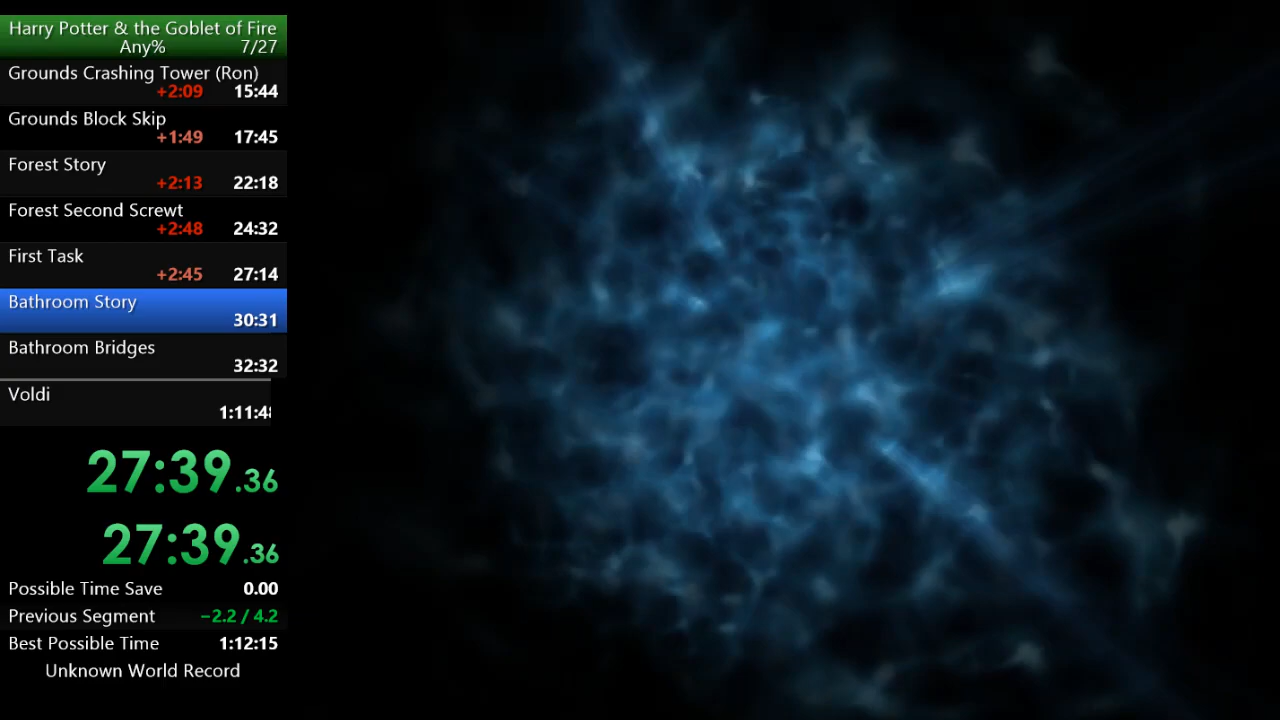 Harry Potter & the Goblet of Fire
Any% 7/27
Grounds Crashing Tower (Ron)
+2:09 15:44
Grounds Block Skip
+1:49 17:45
Forest Story
+2:13 22:18
Forest Second Screwt
+2:48 24:32
First Task
+2:45 27:14
Bathroom Story
30:31
Bathroom Bridges
32:32
Voldi
1:11:48
27:39.36
27:39.36
Possible Time Save 0.00
Previous Segment −2.2 / 4.2
Best Possible Time 1:12:15
Unknown World Record